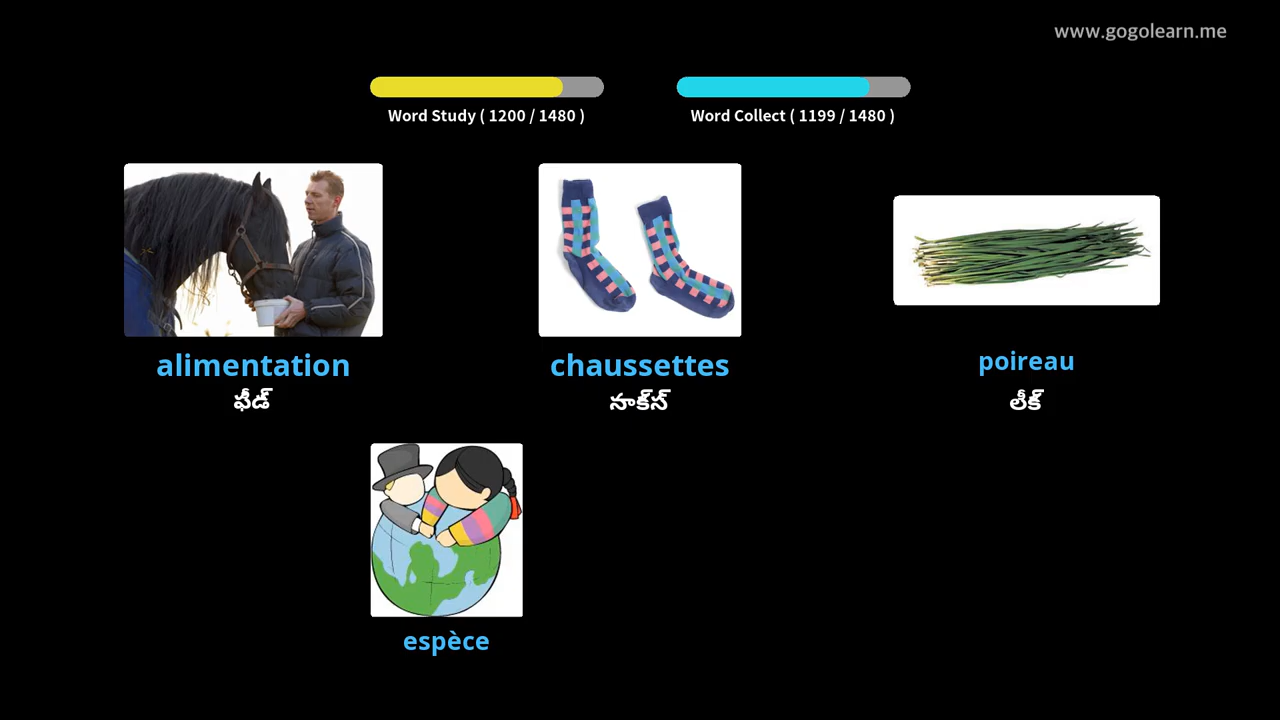 www.gogolearn.me
Word Study ( 1200 / 1480 )
Word Collect ( 1199 / 1480 )
alimentation
ఫీడ్
chaussettes
సాక్స్
poireau
లీక్
espèce